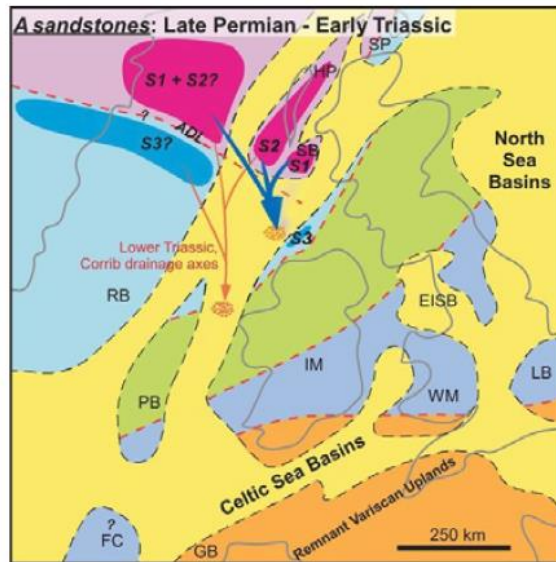 A sandstones: Late Permian - Early Triassic
SP
HP
S1 + S2?
?
ADL
S3?
S2
SB
S1
North
Sea
Basins
S3
Lower Triassic,
Corrib drainage axes
RB
EISB
IM
LB
PB
WM
Celtic Sea Basins
Remnant Variscan Uplands
?
FC
GB
250 km